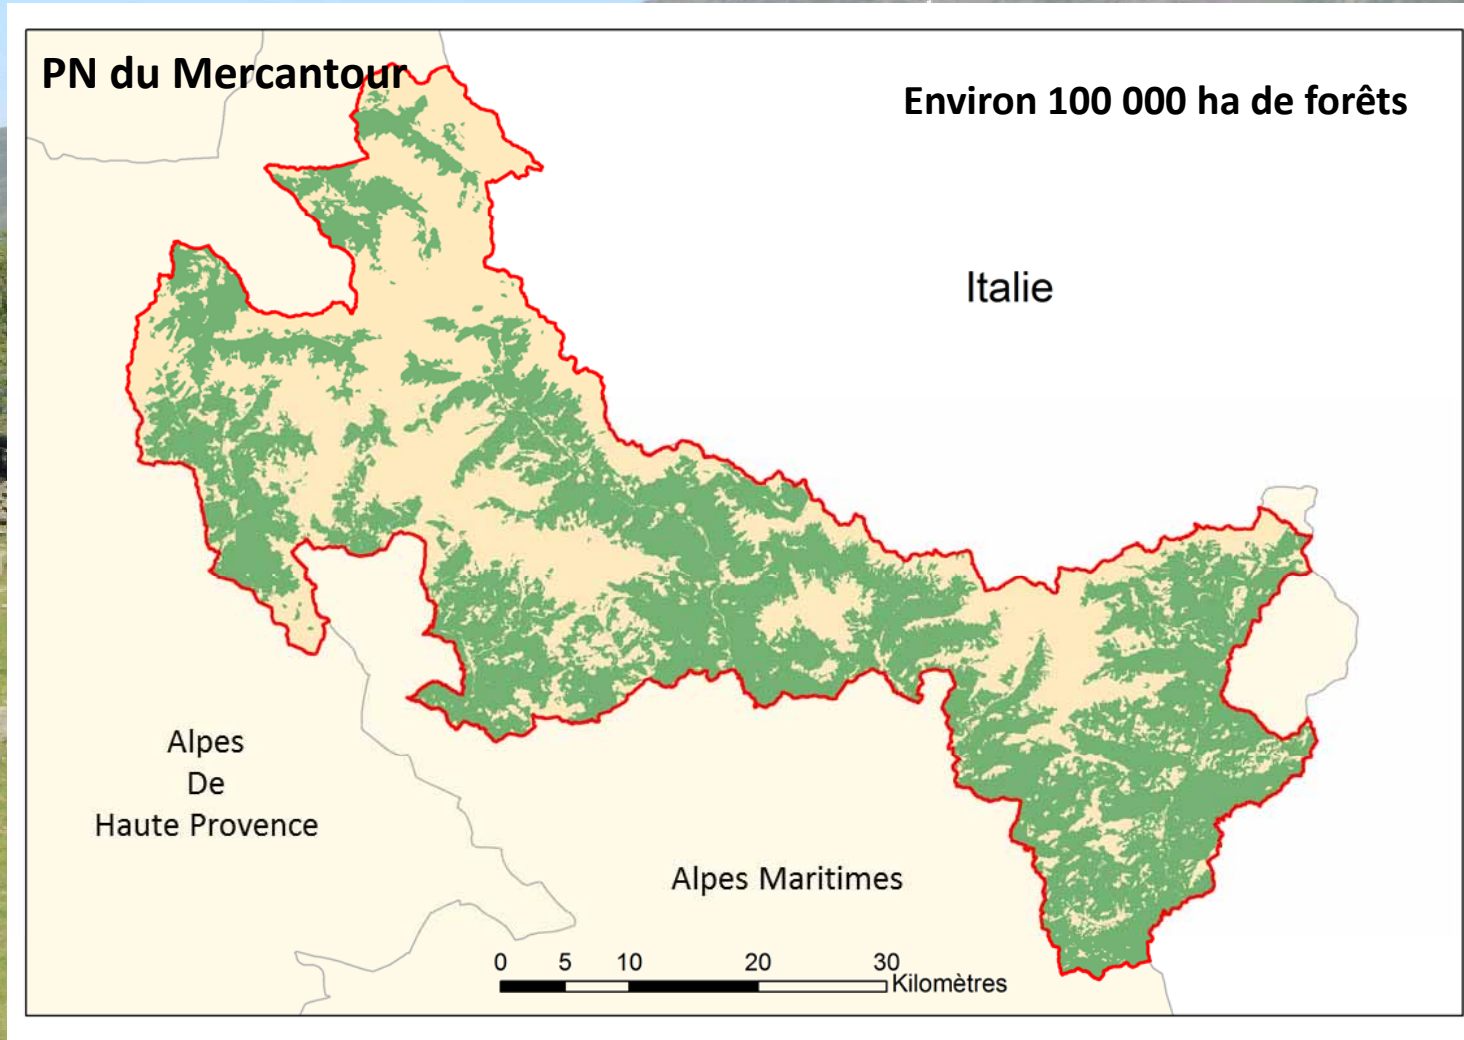 PN du Mercantour
Environ 100 000 ha de forêts
Italie
Alpes
De
Haute Provence
Alpes Maritimes
0 5 10 20 30
Kilomètres